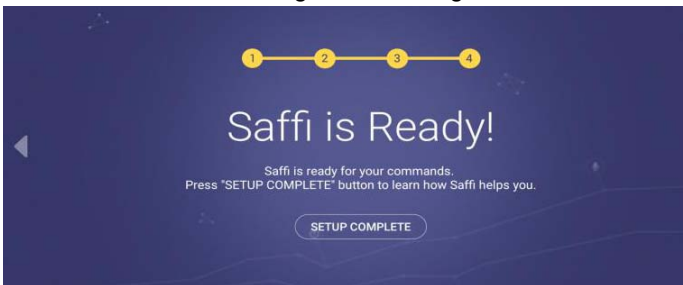 1 2 3 4
Saffi is Ready!
Saffi is ready for your commands.
Press "SETUP COMPLETE" button to learn how Saffi helps you.
SETUP COMPLETE